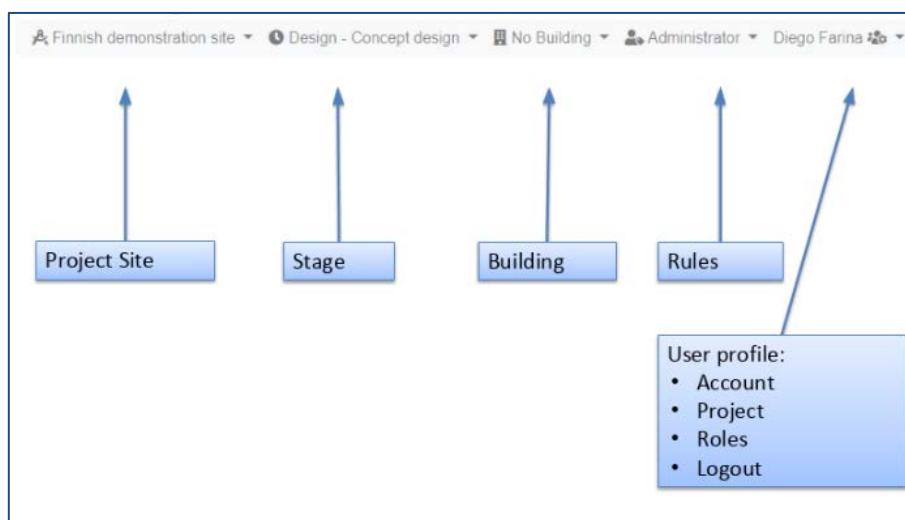 Finnish demonstration site Design - Concept design No Building Administrator Diego Farina
Project Site Stage Building Rules
User profile:
• Account
• Project
• Roles
• Logout